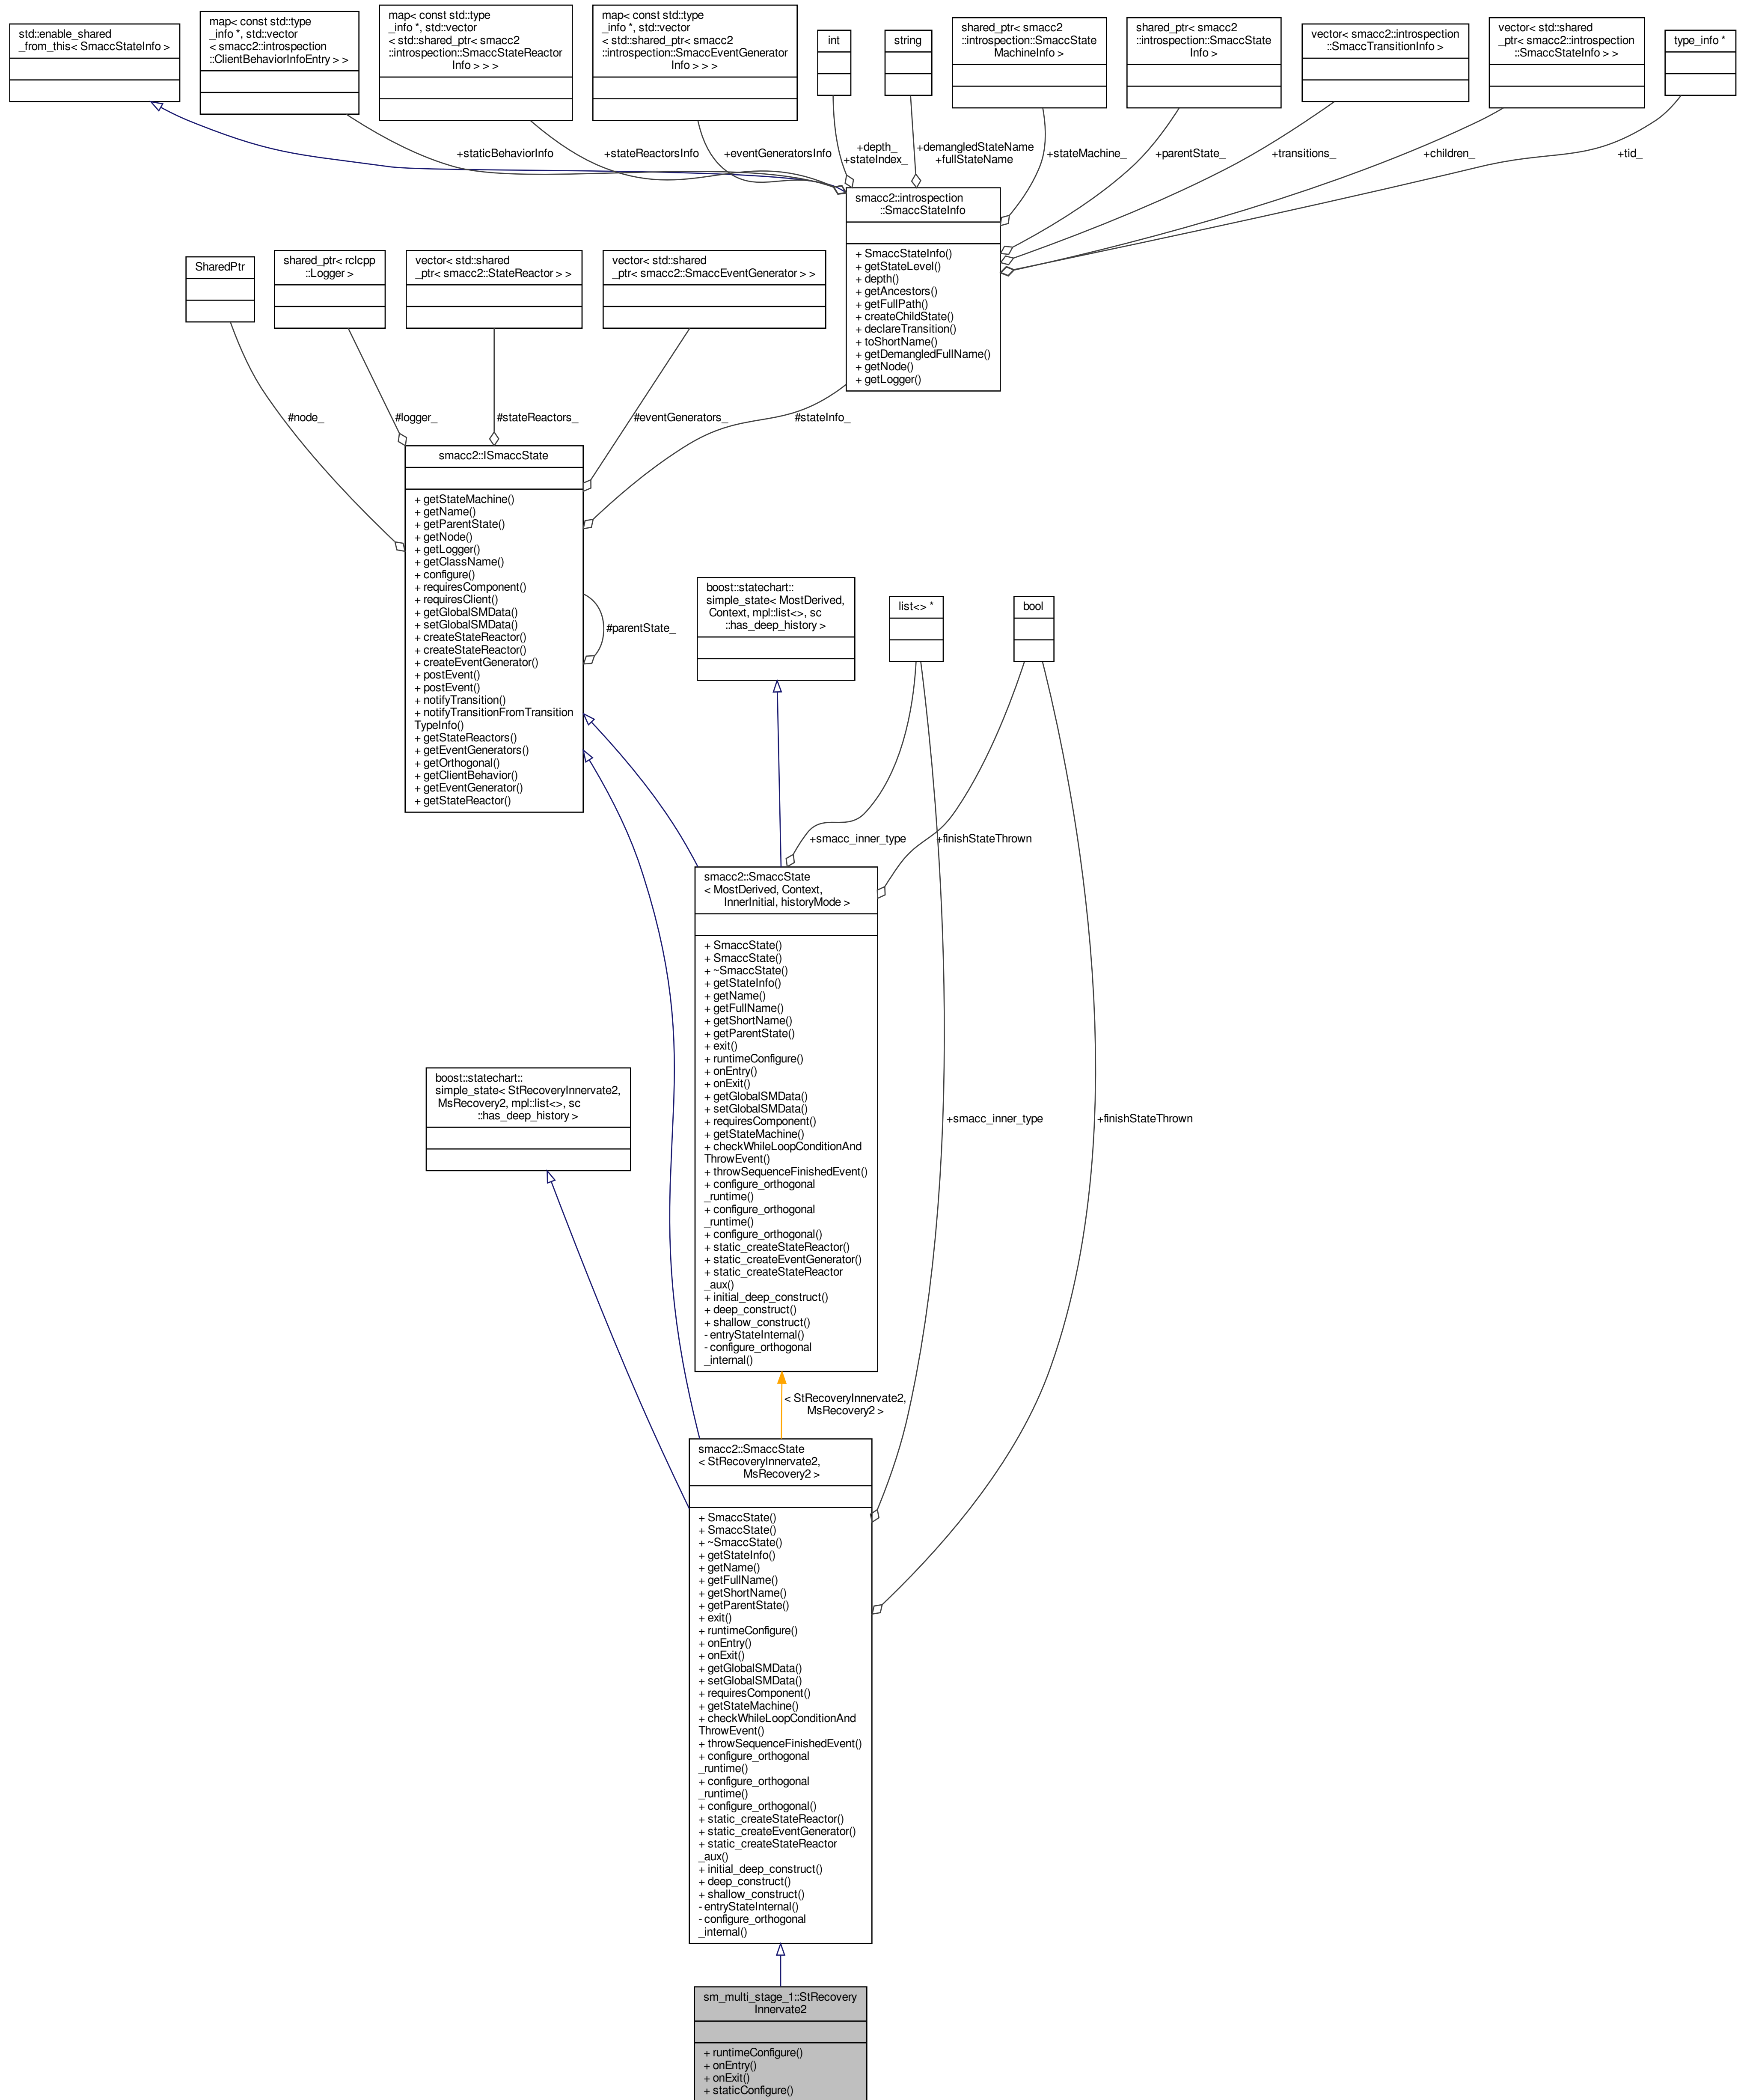 std::enable_shared
_from_this< SmaccStateInfo >
map< const std::type
_info *, std::vector
< smacc2::introspection
::ClientBehaviorInfoEntry > >
map< const std::type
_info *, std::vector
< std::shared_ptr< smacc2
::introspection::SmaccStateReactor
Info > > >
map< const std::type
_info *, std::vector
< std::shared_ptr< smacc2
::introspection::SmaccEventGenerator
Info > > >
int
string
shared_ptr< smacc2
::introspection::SmaccState
MachineInfo >
shared_ptr< smacc2
::introspection::SmaccState
Info >
vector< smacc2::introspection
::SmaccTransitionInfo >
vector< std::shared
_ptr< smacc2::introspection
::SmaccStateInfo > >
type_info *
+staticBehaviorInfo
+stateReactorsInfo
+eventGeneratorsInfo
+depth_
+stateIndex_
+demangledStateName
+fullStateName
+stateMachine_
+parentState_
+transitions_
+children_
+tid_
smacc2::introspection
::SmaccStateInfo
+ SmaccStateInfo()
+ getStateLevel()
+ depth()
+ getAncestors()
+ getFullPath()
+ createChildState()
+ declareTransition()
+ toShortName()
+ getDemangledFullName()
+ getNode()
+ getLogger()
SharedPtr
shared_ptr< rclcpp
::Logger >
vector< std::shared
_ptr< smacc2::StateReactor > >
vector< std::shared
_ptr< smacc2::SmaccEventGenerator > >
#node_
#logger_
#stateReactors_
#eventGenerators_
#stateInfo_
smacc2::ISmaccState
+ getStateMachine()
+ getName()
+ getParentState()
+ getNode()
+ getLogger()
+ getClassName()
+ configure()
+ requiresComponent()
+ requiresClient()
+ getGlobalSMData()
+ setGlobalSMData()
+ createStateReactor()
+ createStateReactor()
+ createEventGenerator()
+ postEvent()
+ postEvent()
+ notifyTransition()
+ notifyTransitionFromTransition
TypeInfo()
+ getStateReactors()
+ getEventGenerators()
+ getOrthogonal()
+ getClientBehavior()
+ getEventGenerator()
+ getStateReactor()
#parentState_
boost::statechart::
simple_state< MostDerived,
Context, mpl::list<>, sc
::has_deep_history >
list<> *
bool
+smacc_inner_type
+finishStateThrown
smacc2::SmaccState
< MostDerived, Context,
InnerInitial, historyMode >
+ SmaccState()
+ SmaccState()
+ ~SmaccState()
+ getStateInfo()
+ getName()
+ getFullName()
+ getShortName()
+ getParentState()
+ exit()
+ runtimeConfigure()
+ onEntry()
+ onExit()
+ getGlobalSMData()
+ setGlobalSMData()
+ requiresComponent()
+ getStateMachine()
+ checkWhileLoopConditionAnd
ThrowEvent()
+ throwSequenceFinishedEvent()
+ configure_orthogonal
_runtime()
+ configure_orthogonal
_runtime()
+ configure_orthogonal()
+ static_createStateReactor()
+ static_createEventGenerator()
+ static_createStateReactor
_aux()
+ initial_deep_construct()
+ deep_construct()
+ shallow_construct()
- entryStateInternal()
- configure_orthogonal
_internal()
boost::statechart::
simple_state< StRecoveryInnervate2,
MsRecovery2, mpl::list<>, sc
::has_deep_history >
+smacc_inner_type
+finishStateThrown
< StRecoveryInnervate2,
MsRecovery2 >
smacc2::SmaccState
< StRecoveryInnervate2,
MsRecovery2 >
+ SmaccState()
+ SmaccState()
+ ~SmaccState()
+ getStateInfo()
+ getName()
+ getFullName()
+ getShortName()
+ getParentState()
+ exit()
+ runtimeConfigure()
+ onEntry()
+ onExit()
+ getGlobalSMData()
+ setGlobalSMData()
+ requiresComponent()
+ getStateMachine()
+ checkWhileLoopConditionAnd
ThrowEvent()
+ throwSequenceFinishedEvent()
+ configure_orthogonal
_runtime()
+ configure_orthogonal
_runtime()
+ configure_orthogonal()
+ static_createStateReactor()
+ static_createEventGenerator()
+ static_createStateReactor
_aux()
+ initial_deep_construct()
+ deep_construct()
+ shallow_construct()
- entryStateInternal()
- configure_orthogonal
_internal()
sm_multi_stage_1::StRecovery
Innervate2
+ runtimeConfigure()
+ onEntry()
+ onExit()
+ staticConfigure()